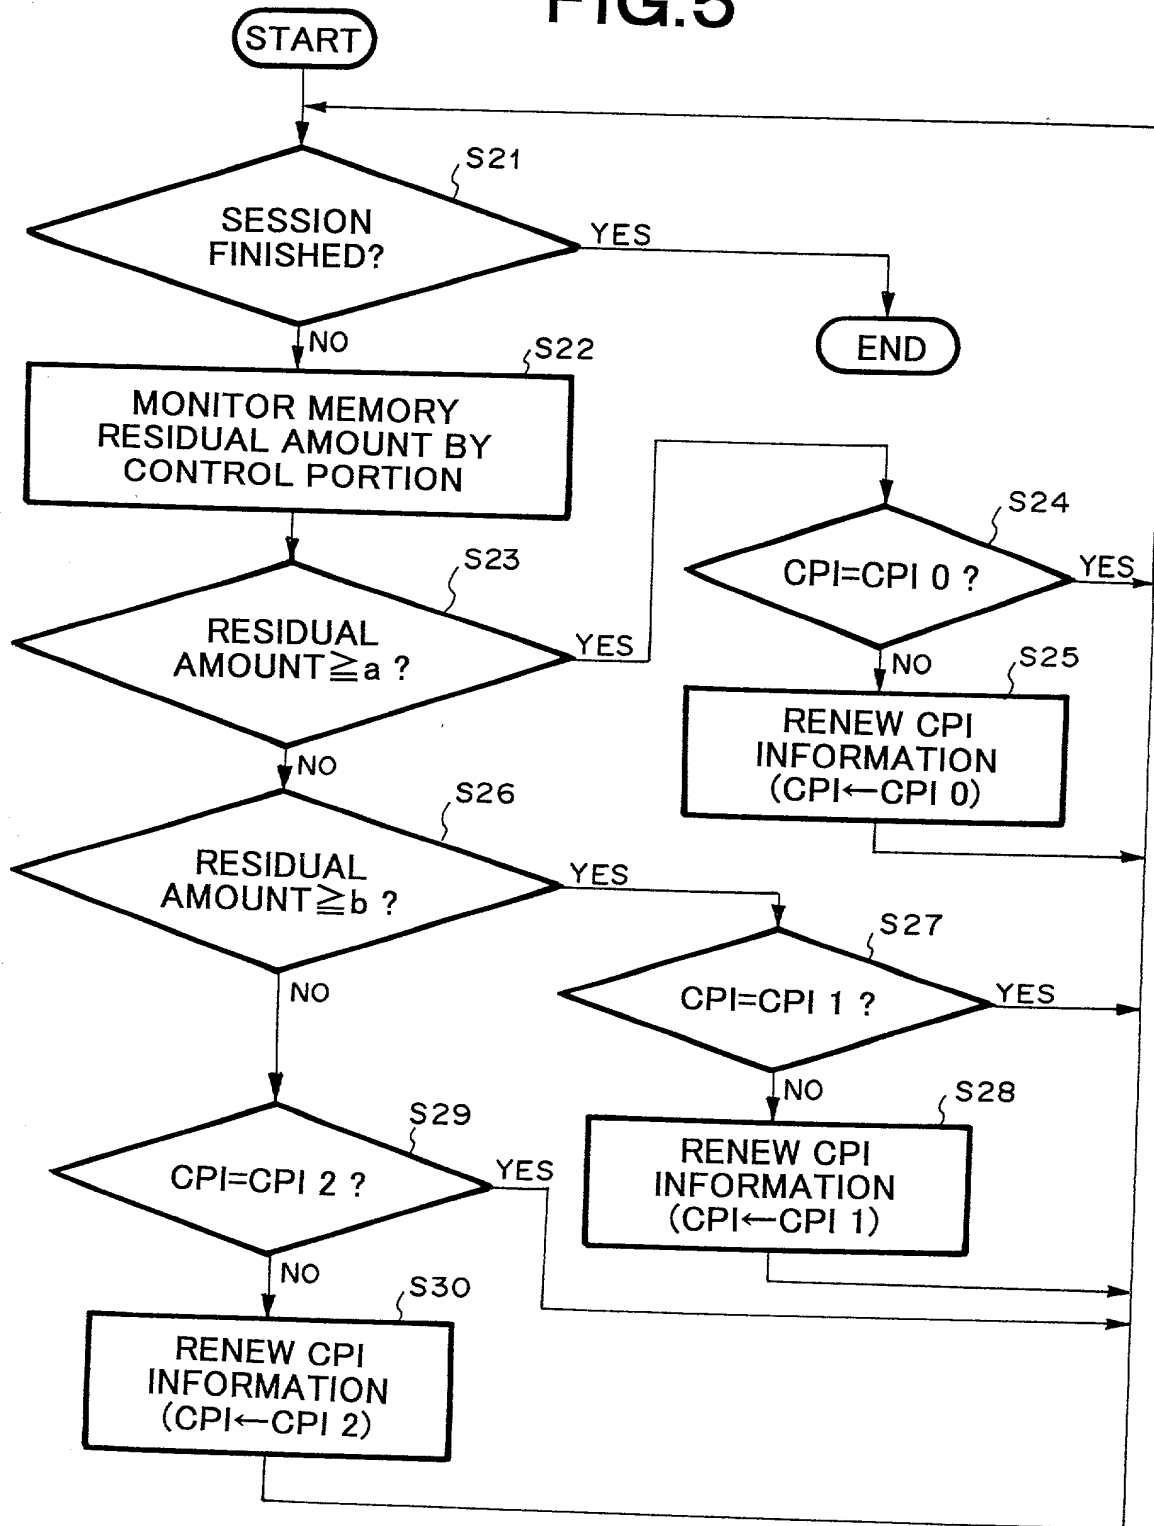 FIG.5
START
S21
SESSION
FINISHED?
YES
END
NO
S22
MONITOR MEMORY
RESIDUAL AMOUNT BY
CONTROL PORTION
S23
RESIDUAL
AMOUNT≧a ?
YES
S24
CPI=CPI 0 ?
YES
NO
S25
RENEW CPI
INFORMATION
(CPI←CPI 0)
NO
S26
RESIDUAL
AMOUNT≧b ?
YES
S27
CPI=CPI 1 ?
YES
NO
S28
RENEW CPI
INFORMATION
(CPI←CPI 1)
NO
S29
CPI=CPI 2 ?
YES
NO
S30
RENEW CPI
INFORMATION
(CPI←CPI 2)